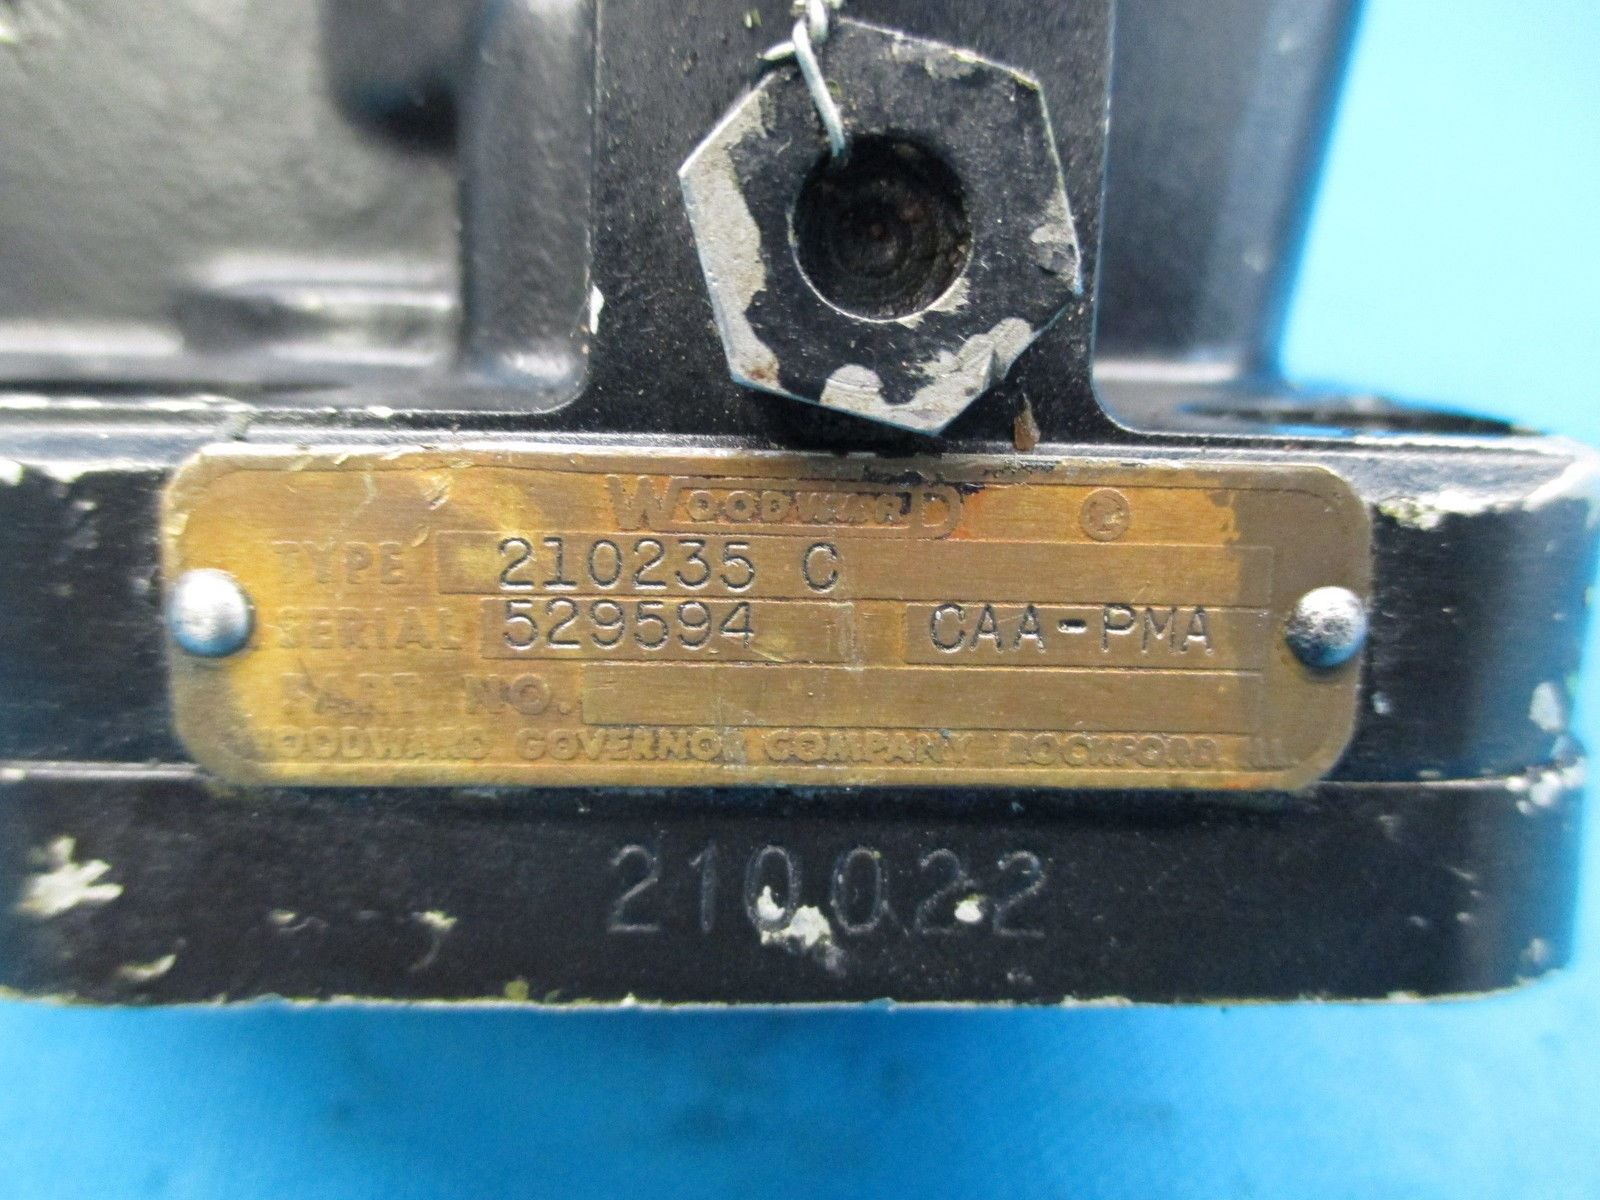 WOODWARD
TYPE 210235 C
SERIAL 529594 CAA-PMA
PART NO.
WOODWARD GOVERNOR COMPANY ROCKFORD, ILL.
210022